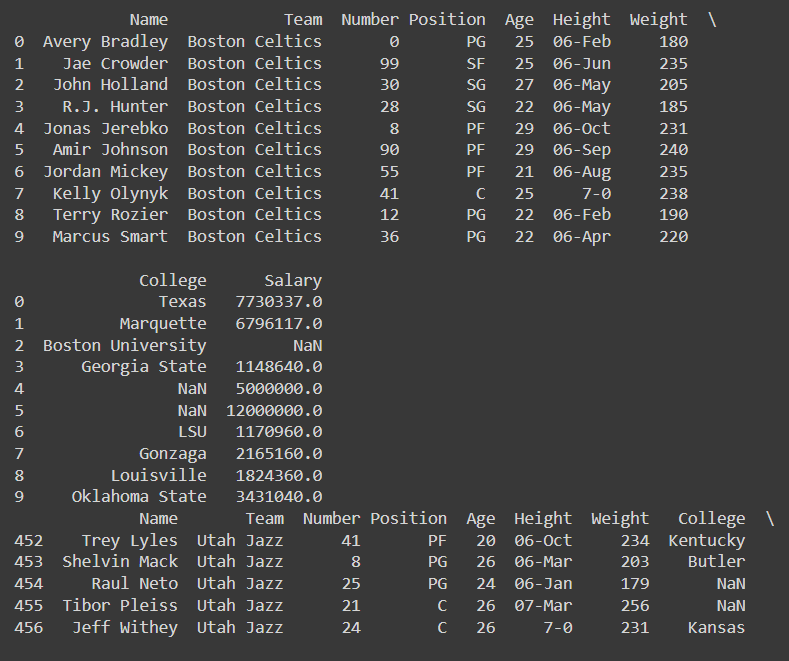 Name            Team  Number Position  Age  Height  Weight  \
0  Avery Bradley  Boston Celtics       0       PG   25  06-Feb     180
1    Jae Crowder  Boston Celtics      99       SF   25  06-Jun     235
2   John Holland  Boston Celtics      30       SG   27  06-May     205
3    R.J. Hunter  Boston Celtics      28       SG   22  06-May     185
4  Jonas Jerebko  Boston Celtics       8       PF   29  06-Oct     231
5   Amir Johnson  Boston Celtics      90       PF   29  06-Sep     240
6  Jordan Mickey  Boston Celtics      55       PF   21  06-Aug     235
7   Kelly Olynyk  Boston Celtics      41        C   25     7-0     238
8   Terry Rozier  Boston Celtics      12       PG   22  06-Feb     190
9   Marcus Smart  Boston Celtics      36       PG   22  06-Apr     220

             College      Salary
0              Texas   7730337.0
1          Marquette   6796117.0
2  Boston University         NaN
3      Georgia State   1148640.0
4                NaN   5000000.0
5                NaN  12000000.0
6                LSU   1170960.0
7            Gonzaga   2165160.0
8         Louisville   1824360.0
9     Oklahoma State   3431040.0
             Name       Team  Number Position  Age  Height  Weight   College  \
452    Trey Lyles  Utah Jazz      41       PF   20  06-Oct     234  Kentucky
453  Shelvin Mack  Utah Jazz       8       PG   26  06-Mar     203    Butler
454     Raul Neto  Utah Jazz      25       PG   24  06-Jan     179       NaN
455  Tibor Pleiss  Utah Jazz      21        C   26  07-Mar     256       NaN
456   Jeff Withey  Utah Jazz      24        C   26     7-0     231    Kansas